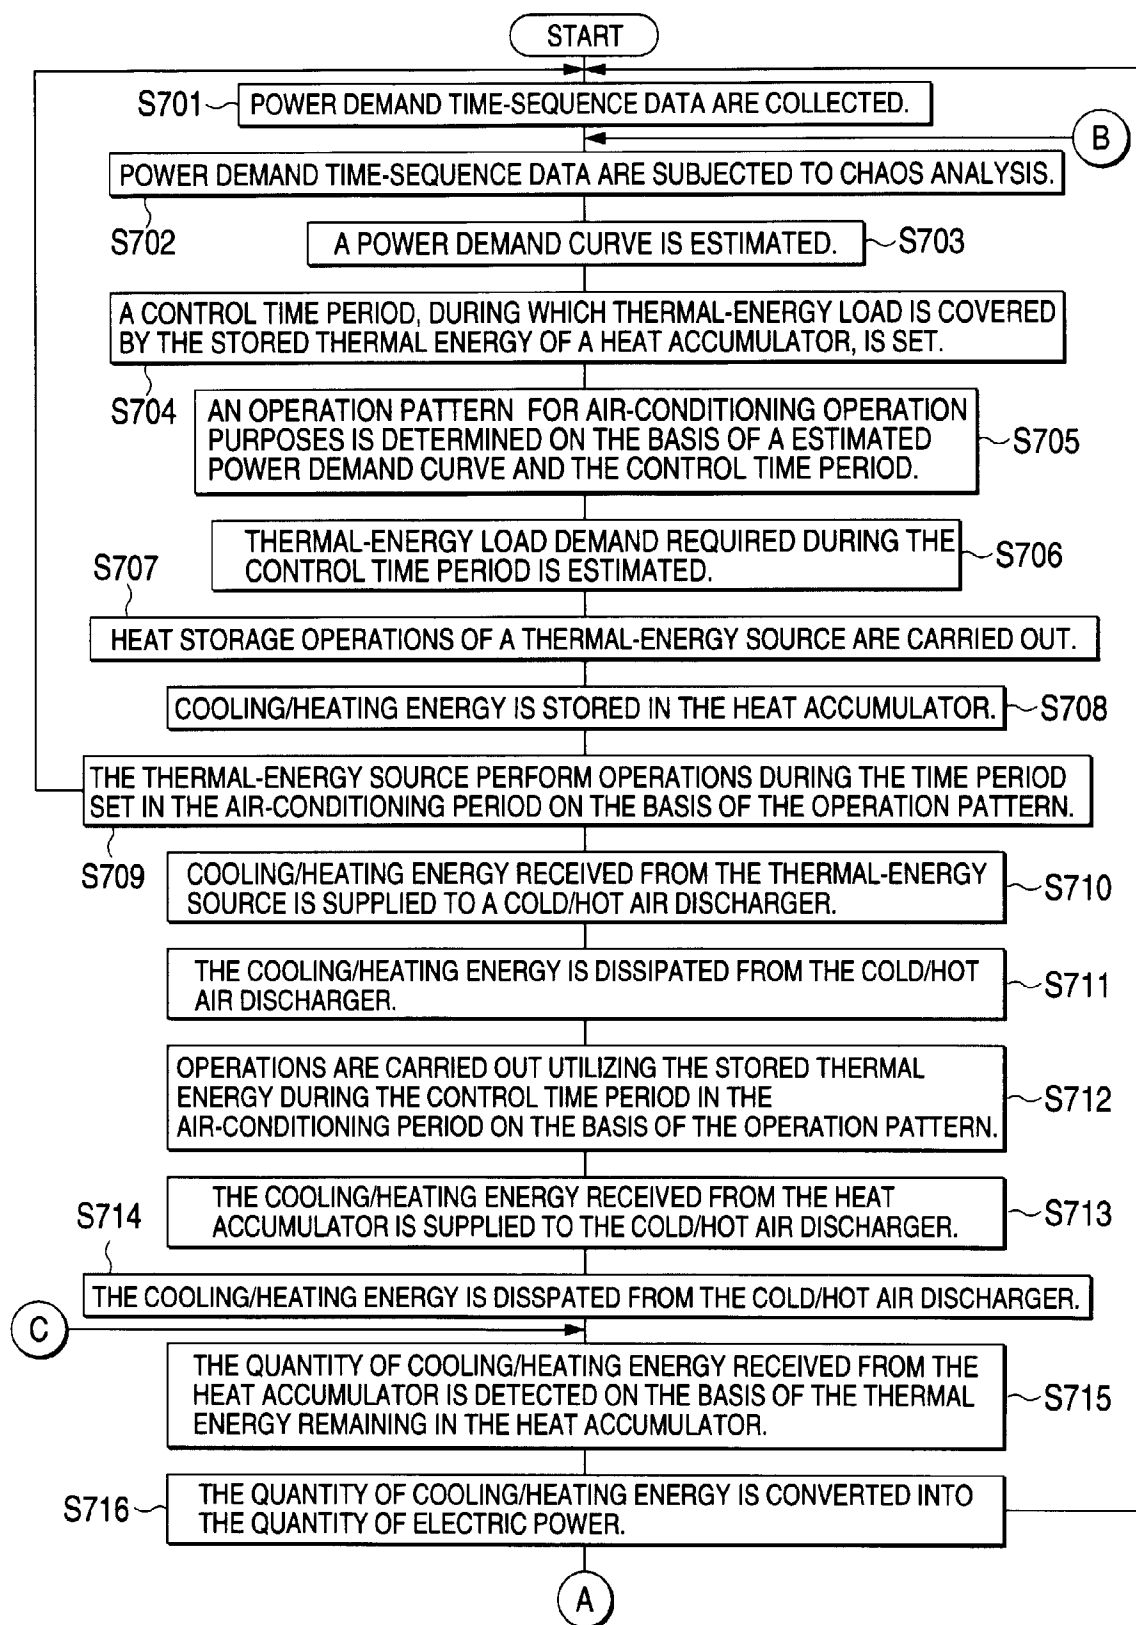 START
S701
POWER DEMAND TIME-SEQUENCE DATA ARE COLLECTED.
B
POWER DEMAND TIME-SEQUENCE DATA ARE SUBJECTED TO CHAOS ANALYSIS.
S702
A POWER DEMAND CURVE IS ESTIMATED.
S703
A CONTROL TIME PERIOD, DURING WHICH THERMAL-ENERGY LOAD IS COVERED
BY THE STORED THERMAL ENERGY OF A HEAT ACCUMULATOR, IS SET.
S704
AN OPERATION PATTERN FOR AIR-CONDITIONING OPERATION
PURPOSES IS DETERMINED ON THE BASIS OF A ESTIMATED
POWER DEMAND CURVE AND THE CONTROL TIME PERIOD.
S705
THERMAL-ENERGY LOAD DEMAND REQUIRED DURING THE
CONTROL TIME PERIOD IS ESTIMATED.
S706
S707
HEAT STORAGE OPERATIONS OF A THERMAL-ENERGY SOURCE ARE CARRIED OUT.
COOLING/HEATING ENERGY IS STORED IN THE HEAT ACCUMULATOR.
S708
THE THERMAL-ENERGY SOURCE PERFORM OPERATIONS DURING THE TIME PERIOD
SET IN THE AIR-CONDITIONING PERIOD ON THE BASIS OF THE OPERATION PATTERN.
S709
COOLING/HEATING ENERGY RECEIVED FROM THE THERMAL-ENERGY
SOURCE IS SUPPLIED TO A COLD/HOT AIR DISCHARGER.
S710
THE COOLING/HEATING ENERGY IS DISSIPATED FROM THE COLD/HOT
AIR DISCHARGER.
S711
OPERATIONS ARE CARRIED OUT UTILIZING THE STORED THERMAL
ENERGY DURING THE CONTROL TIME PERIOD IN THE
AIR-CONDITIONING PERIOD ON THE BASIS OF THE OPERATION PATTERN.
S712
THE COOLING/HEATING ENERGY RECEIVED FROM THE HEAT
ACCUMULATOR IS SUPPLIED TO THE COLD/HOT AIR DISCHARGER.
S713
S714
THE COOLING/HEATING ENERGY IS DISSPATED FROM THE COLD/HOT AIR DISCHARGER.
C
THE QUANTITY OF COOLING/HEATING ENERGY RECEIVED FROM THE
HEAT ACCUMULATOR IS DETECTED ON THE BASIS OF THE THERMAL
ENERGY REMAINING IN THE HEAT ACCUMULATOR.
S715
S716
THE QUANTITY OF COOLING/HEATING ENERGY IS CONVERTED INTO
THE QUANTITY OF ELECTRIC POWER.
A